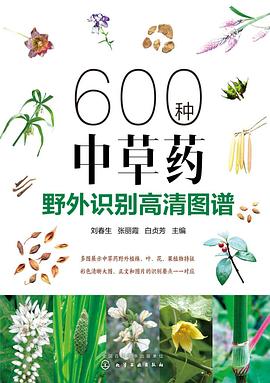 600种
中草药
野外识别高清图谱
刘春生 张丽霞 白贞芳 主编
多图展示中草药野外植株、叶、花、果植物特征
彩色清晰大图，正文和图片的识别要点一一对应
化学工业出版社